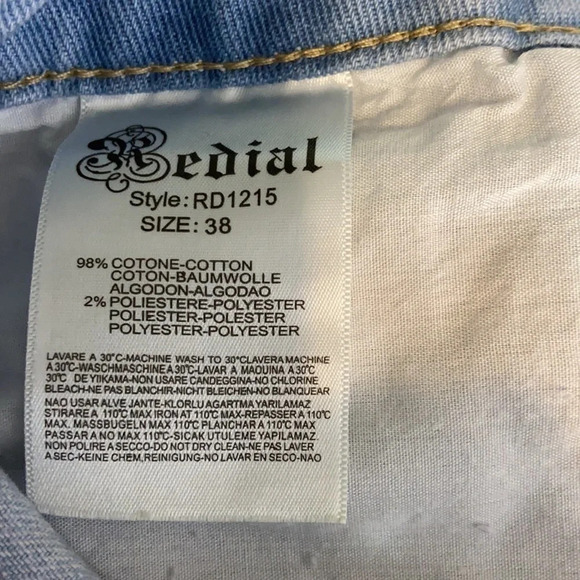 Redial
Style: RD1215
SIZE: 38
98% COTONE-COTTON
COTON-BAUMWOLLE
ALGODON-ALGODAO
2% POLIESTERE-POLYESTER
POLIESTER-POLESTER
POLYESTER-POLYESTER
LAVARE A 30°C-MACHINE WASH TO 30°CLAVERA MACHINE
A 30°C-WASCHMASCHINE A 30°C-LAVAR A MAOUINA A 30°C
30°C DE YIIKAMA-NON USARE CANDEGGINA-NO CHLORINE
BLEACH-NE PAS BLANCHIR-NICHT BLEICHEN-NO BLANQUEAR
NAO USAR ALVE JANTE-KLORLU AGARTMA YARILAMAZ
STIRARE A 110°C MAX IRON AT 110°C MAX-REPASSER A 110°C
MAX. MASSBUGELN MAX 110°C PLANCHAR A 110°C MAX
PASSAR A NO MAX 110°C-SICAK UTULEME YAPILAMAZ.
NON POLIRE A SECCO-DO NOT DRY CLEAN-NE PAS LAVER
A SEC-KEINE CHEM,REINIGUNG-NO LAVAR EN SECO-NAO